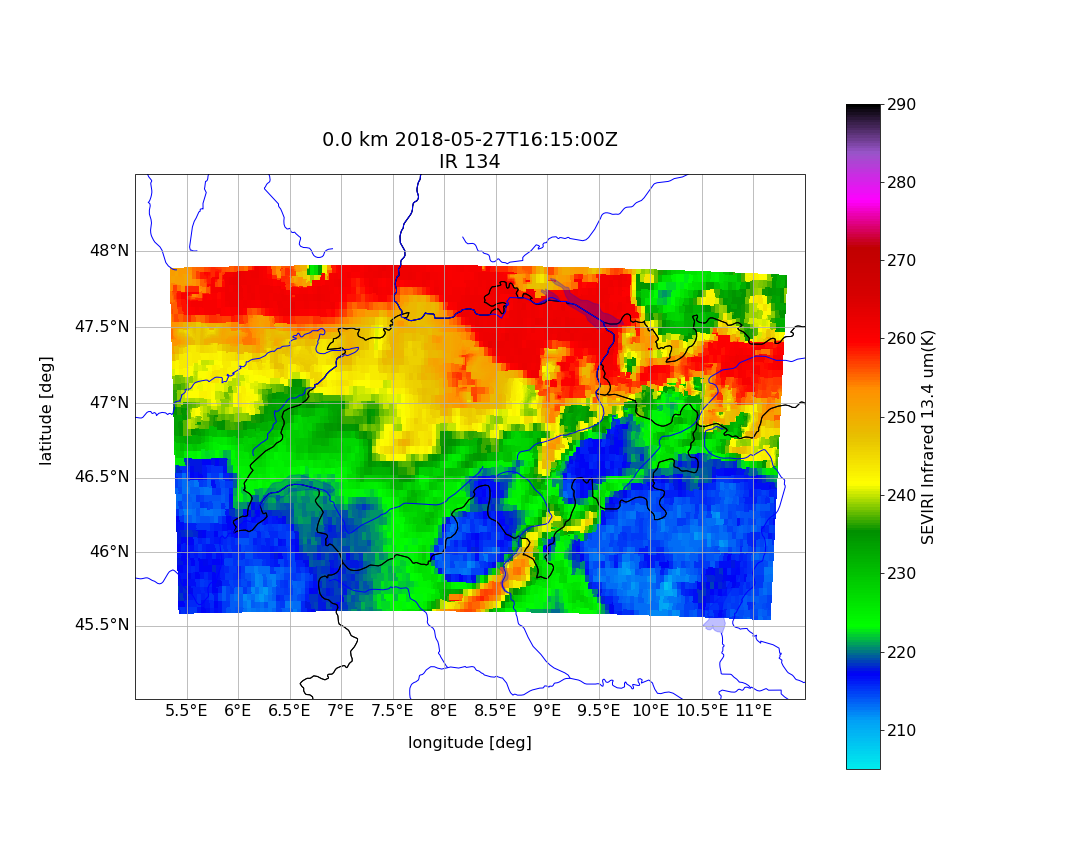 0.0 km 2018-05-27T16:15:00Z
IR 134
48°N
47.5°N
47°N
46.5°N
46°N
45.5°N
latitude [deg]
5.5°E 6°E 6.5°E 7°E 7.5°E 8°E 8.5°E 9°E 9.5°E 10°E 10.5°E 11°E
longitude [deg]
290
280
270
260
250
240
230
220
210
SEVIRI Infrared 13.4 um(K)